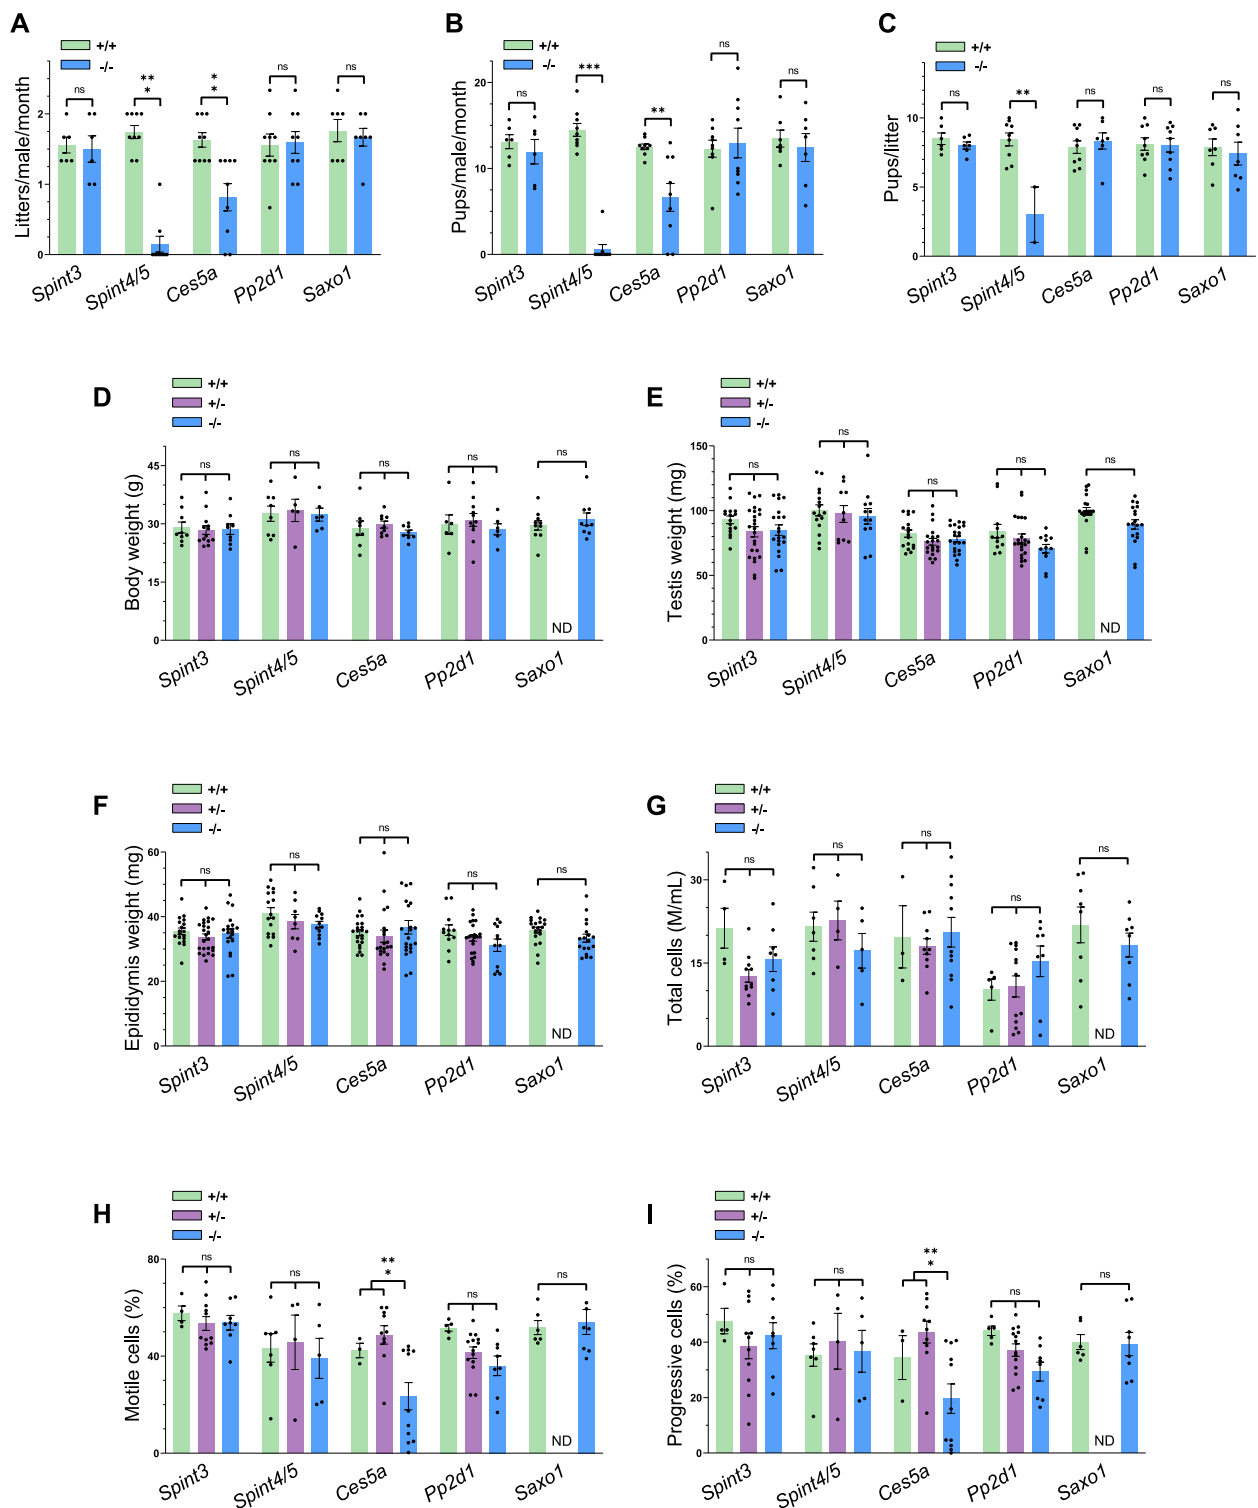 A
+/+
-/-
Litters/male/month
2
1
0
ns
**
*
*
*
ns
ns
Spint3
Spint4/5
Ces5a
Pp2d1
Saxo1
B
+/+
-/-
Pups/male/month
20
10
0
ns
***
**
ns
ns
Spint3
Spint4/5
Ces5a
Pp2d1
Saxo1
C
+/+
-/-
Pups/litter
10
5
0
ns
**
ns
ns
ns
Spint3
Spint4/5
Ces5a
Pp2d1
Saxo1
D
+/+
+/-
-/-
Body weight (g)
45
30
15
0
ns
ns
ns
ns
ns
ND
Spint3
Spint4/5
Ces5a
Pp2d1
Saxo1
E
+/+
+/-
-/-
Testis weight (mg)
150
100
50
0
ns
ns
ns
ns
ns
ND
Spint3
Spint4/5
Ces5a
Pp2d1
Saxo1
F
+/+
+/-
-/-
Epididymis weight (mg)
60
40
20
0
ns
ns
ns
ns
ns
ND
Spint3
Spint4/5
Ces5a
Pp2d1
Saxo1
G
+/+
+/-
-/-
Total cells (M/mL)
30
15
0
ns
ns
ns
ns
ns
ND
Spint3
Spint4/5
Ces5a
Pp2d1
Saxo1
H
+/+
+/-
-/-
Motile cells (%)
80
40
0
ns
ns
**
*
ns
ns
ND
Spint3
Spint4/5
Ces5a
Pp2d1
Saxo1
I
+/+
+/-
-/-
Progressive cells (%)
60
40
20
0
ns
ns
**
*
ns
ns
ND
Spint3
Spint4/5
Ces5a
Pp2d1
Saxo1